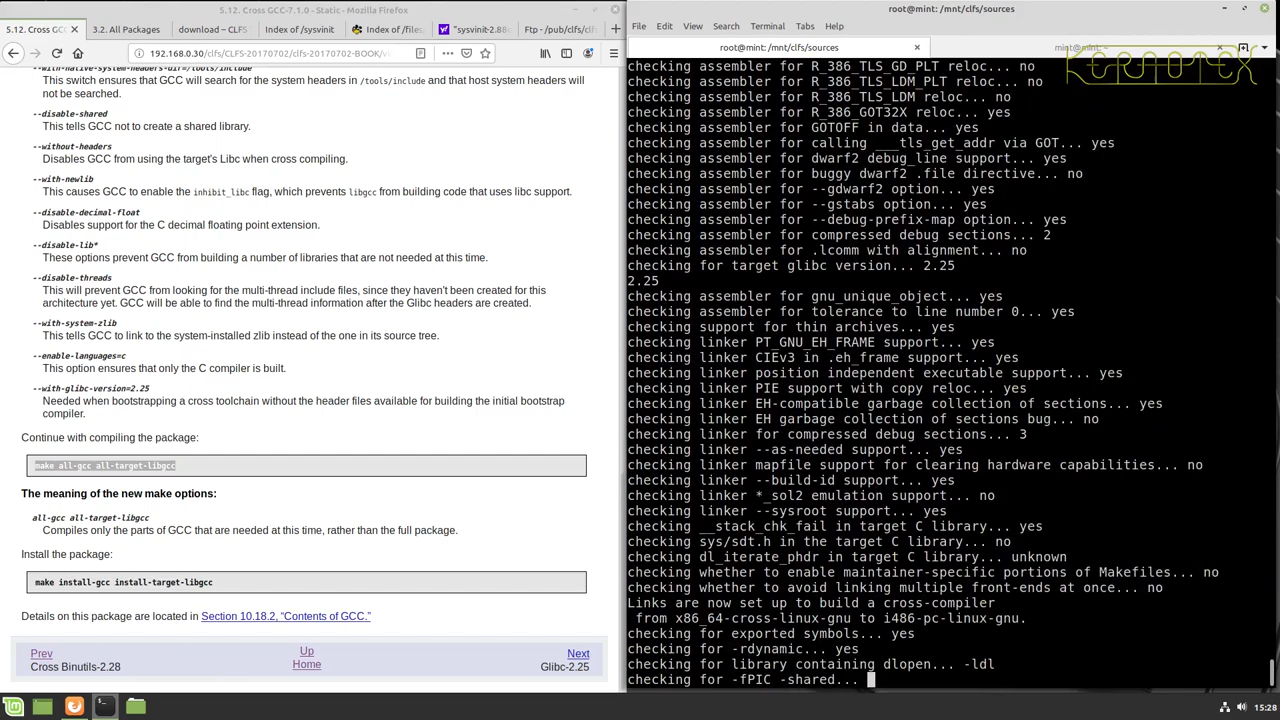 5.12. Cross GCC-7.1.0 - Static - Mozilla Firefox
5.12. Cross GCC
3.2. All Packages
download – CLFS
Index of /sysvinit
Index of /files
"sysvinit-2.88
Ftp - /pub/clfs/
192.168.0.30/clfs/CLFS-20170702-BOOK/clfs-20170702-BOOK/
--with-native-system-headers-dir=/tools/include
This switch ensures that GCC will search for the system headers in /tools/include and that host system headers will
not be searched.
--disable-shared
This tells GCC not to create a shared library.
--without-headers
Disables GCC from using the target's Libc when cross compiling.
--with-newlib
This causes GCC to enable the inhibit_libc flag, which prevents libgcc from building code that uses libc support.
--disable-decimal-float
Disables support for the C decimal floating point extension.
--disable-lib*
These options prevent GCC from building a number of libraries that are not needed at this time.
--disable-threads
This will prevent GCC from looking for the multi-thread include files, since they haven't been created for this
architecture yet. GCC will be able to find the multi-thread information after the Glibc headers are created.
--with-system-zlib
This tells GCC to link to the system-installed zlib instead of the one in its source tree.
--enable-languages=c
This option ensures that only the C compiler is built.
--with-glibc-version=2.25
Needed when bootstrapping a cross toolchain without the header files available for building the initial bootstrap
compiler.
Continue with compiling the package:
make all-gcc all-target-libgcc
The meaning of the new make options:
all-gcc all-target-libgcc
Compiles only the parts of GCC that are needed at this time, rather than the full package.
Install the package:
make install-gcc install-target-libgcc
Details on this package are located in Section 10.18.2, “Contents of GCC.”
Prev
Up
Next
Cross Binutils-2.28
Home
Glibc-2.25
root@mint: /mnt/clfs/sources
File Edit View Search Terminal Tabs Help
root@mint: /mnt/clfs/sources
root@mint: ~
KERNOTEX
checking assembler for R_386_TLS_GD_PLT reloc... no
checking assembler for R_386_TLS_LDM_PLT reloc... no
checking assembler for R_386_TLS_LDM reloc... no
checking assembler for R_386_GOT32X reloc... yes
checking assembler for GOTOFF in data... yes
checking assembler for calling ___tls_get_addr via GOT... yes
checking assembler for dwarf2 debug_line support... yes
checking assembler for buggy dwarf2 .file directive... no
checking assembler for --gdwarf2 option... yes
checking assembler for --gstabs option... yes
checking assembler for --debug-prefix-map option... yes
checking assembler for compressed debug sections... 2
checking assembler for .lcomm with alignment... no
checking for target glibc version... 2.25
2.25
checking assembler for gnu_unique_object... yes
checking assembler for tolerance to line number 0... yes
checking support for thin archives... yes
checking linker PT_GNU_EH_FRAME support... yes
checking linker CIEv3 in .eh_frame support... yes
checking linker position independent executable support... yes
checking linker PIE support with copy reloc... yes
checking linker EH-compatible garbage collection of sections... yes
checking linker EH garbage collection of sections bug... no
checking linker for compressed debug sections... 3
checking linker --as-needed support... yes
checking linker mapfile support for clearing hardware capabilities... no
checking linker --build-id support... yes
checking linker *_sol2 emulation support... no
checking linker --sysroot support... yes
checking __stack_chk_fail in target C library... yes
checking sys/sdt.h in the target C library... no
checking dl_iterate_phdr in target C library... unknown
checking whether to enable maintainer-specific portions of Makefiles... no
checking whether to avoid linking multiple front-ends at once... no
Links are now set up to build a cross-compiler
from x86_64-cross-linux-gnu to i486-pc-linux-gnu.
checking for exported symbols... yes
checking for -rdynamic... yes
checking for library containing dlopen... -ldl
checking for -fPIC -shared...
15:28